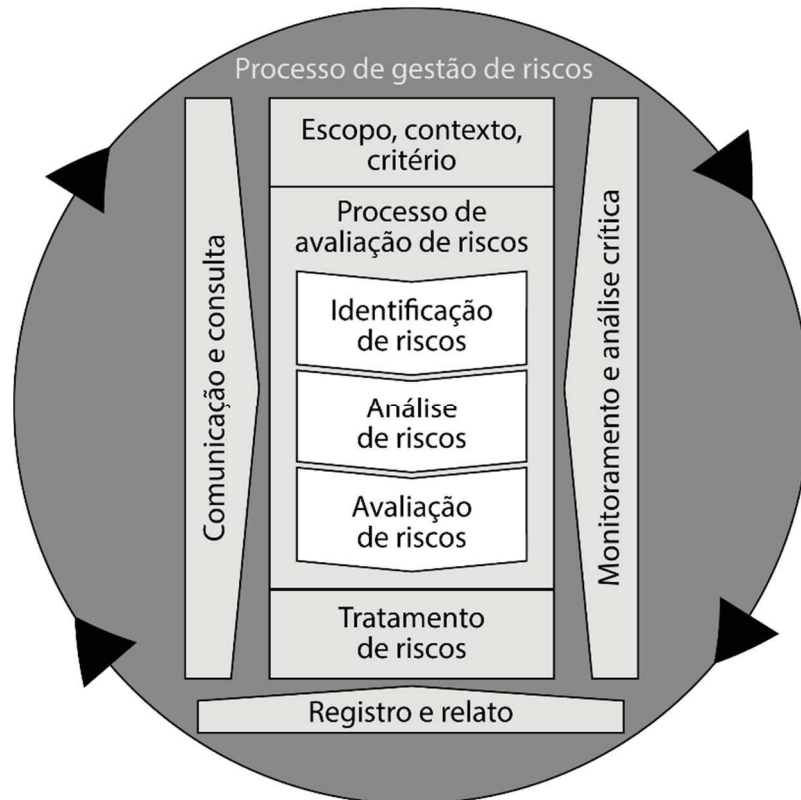 Processo de gestão de riscos
Escopo, contexto,
critério
Processo de
avaliação de riscos
Identificação
de riscos
Análise
de riscos
Avaliação
de riscos
Tratamento
de riscos
Comunicação e consulta
Monitoramento e análise crítica
Registro e relato